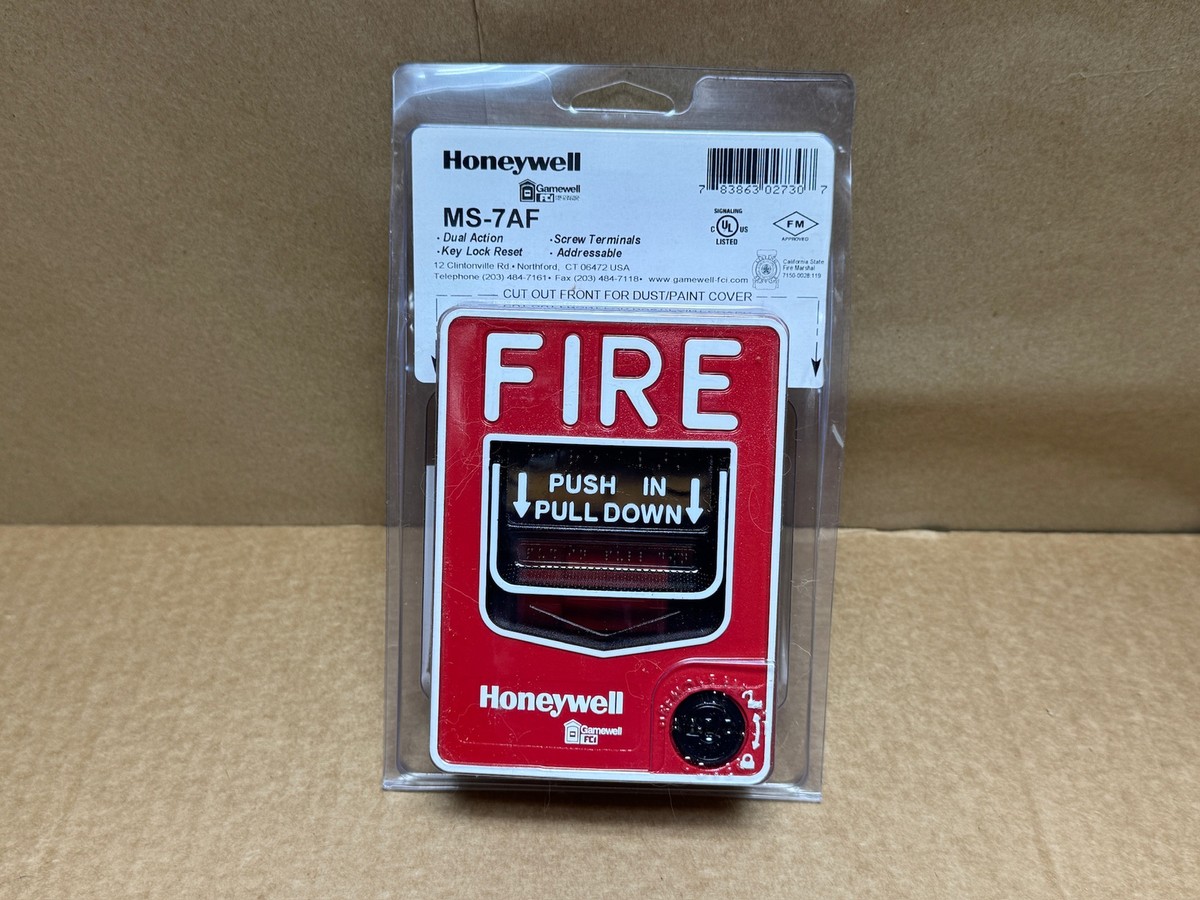 Honeywell
Gamewell
FCI
7 83863 02730 7
MS-7AF
· Dual Action · Screw Terminals
· Key Lock Reset · Addressable
SIGNALING
C UL US
LISTED
FM
APPROVED
12 Clintonville Rd • Northford, CT 06472 USA
Telephone (203) 484-7161 • Fax (203) 484-7118 • www.gamewell-fci.com
California State
Fire Marshal
7150-0028:119
CUT OUT FRONT FOR DUST/PAINT COVER
FIRE
PUSH IN
PULL DOWN
Honeywell
Gamewell
FCI